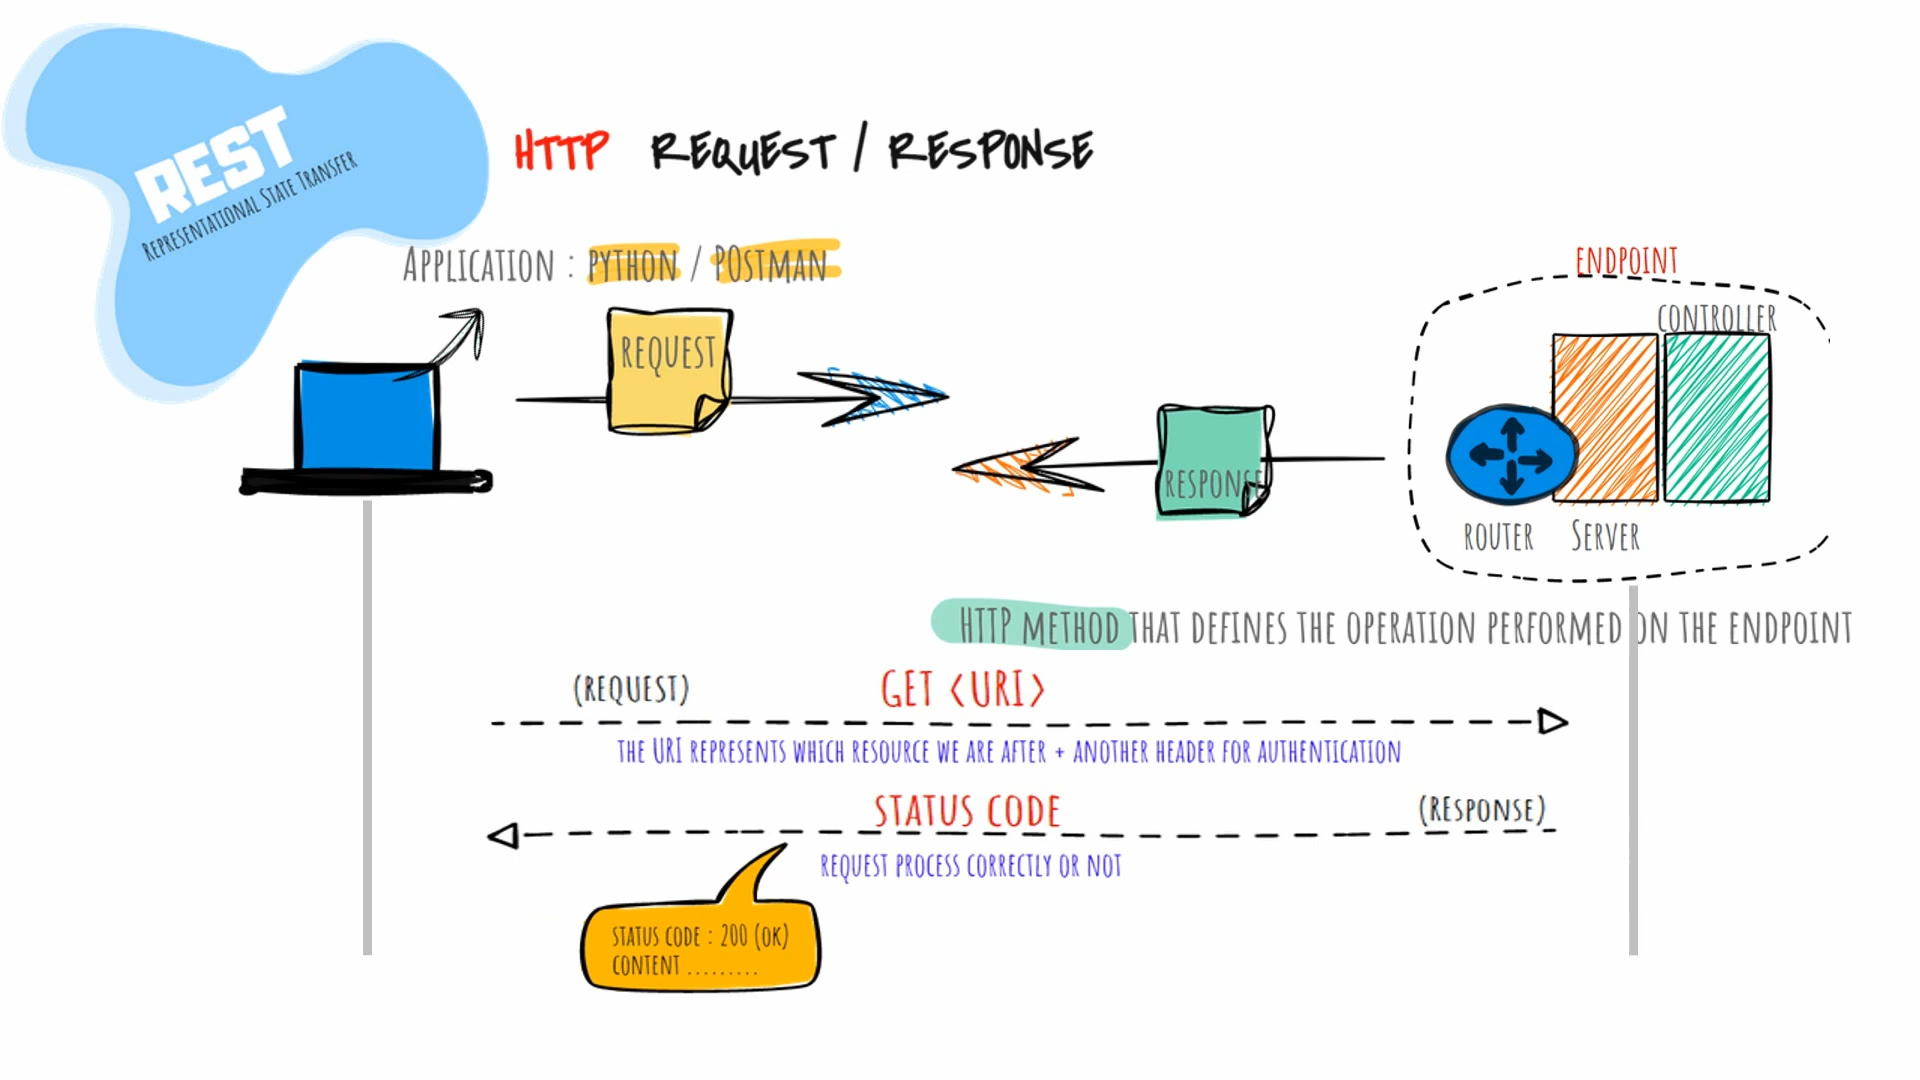 REST
Representational State Transfer
HTTP REQUEST / RESPONSE
Application : Python / POstman
ENDPOINT
CONTROLLER
REQUEST
RESPONSE
ROUTER
Server
HTTP method that defines the operation performed on the endpoint
(REQUEST)
GET <URI>
the URI represents which resource we are after + another header for authentication
STATUS CODE
(REsponse)
request process correctly or not
status code : 200 (ok)
content .........